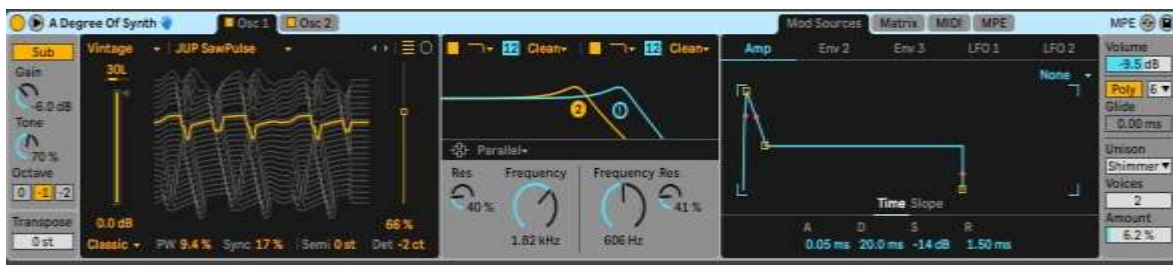 A Degree Of Synth
Osc 1 Osc 2
Mod Sources Matrix MIDI MPE
MPE
Sub
Gain
-6.0 dB
Tone
70 %
Octave
0 -1 -2
Transpose
0 st
Vintage JUP SawPulse
30L
0.0 dB
66 %
Classic PW 9.4 % Sync 17 % Semi 0 st Det -2 ct
12 Clean 12 Clean
2 1
Parallel
Res Frequency Frequency Res
40 % 41 %
1.82 kHz 606 Hz
Amp Env 2 Env 3 LFO 1 LFO 2
None
Time Slope
A D S R
0.05 ms 20.0 ms -14 dB 1.50 ms
Volume
-9.5 dB
Poly 6
Glide
0.00 ms
Unison
Shimmer
Voices
2
Amount
6.2 %